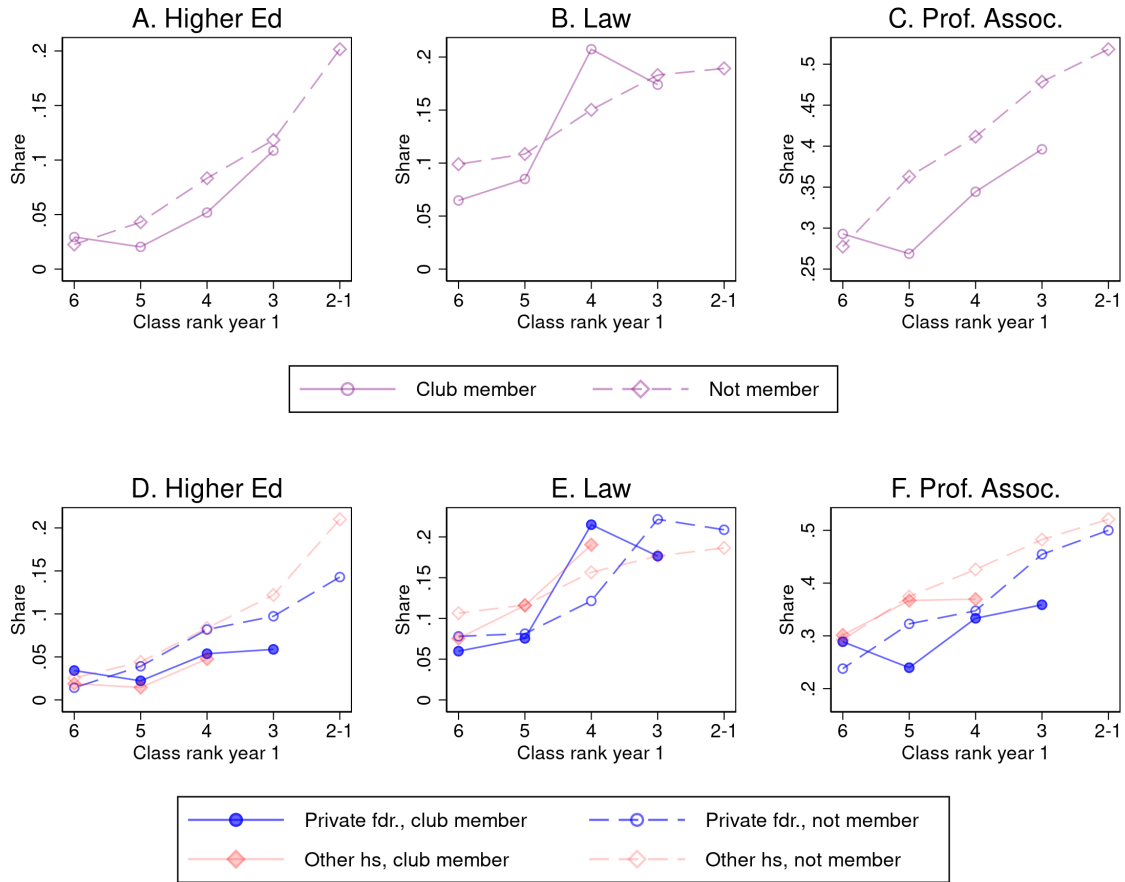 A. Higher Ed
Share
0
.05
.1
.15
.2
6 5 4 3 2-1
Class rank year 1
B. Law
Share
0
.05
.1
.15
.2
6 5 4 3 2-1
Class rank year 1
C. Prof. Assoc.
Share
.25
.3
.35
.4
.45
.5
6 5 4 3 2-1
Class rank year 1
Club member
Not member
D. Higher Ed
Share
0
.05
.1
.15
.2
6 5 4 3 2-1
Class rank year 1
E. Law
Share
0
.05
.1
.15
.2
6 5 4 3 2-1
Class rank year 1
F. Prof. Assoc.
Share
.2
.3
.4
.5
6 5 4 3 2-1
Class rank year 1
Private fdr., club member
Private fdr., not member
Other hs, club member
Other hs, not member